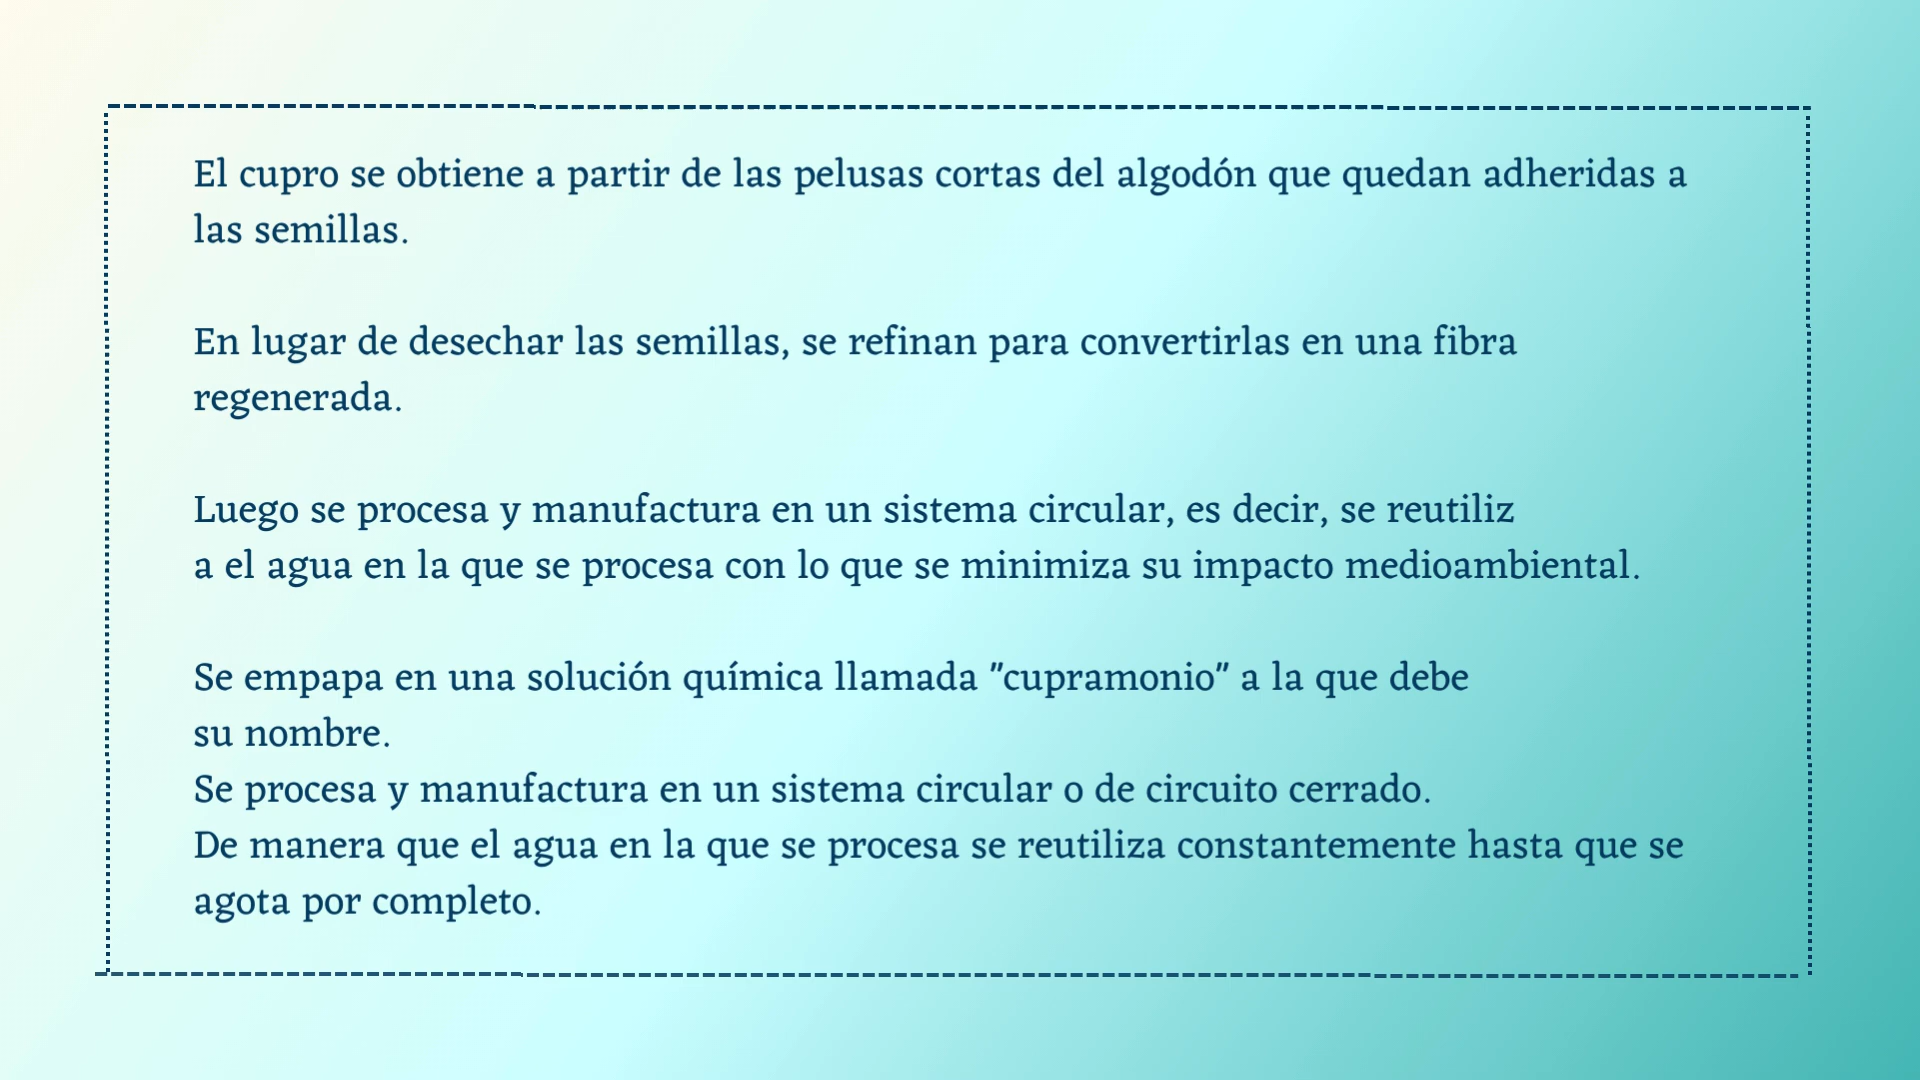 El cupro se obtiene a partir de las pelusas cortas del algodón que quedan adheridas a
las semillas.
En lugar de desechar las semillas, se refinan para convertirlas en una fibra
regenerada.
Luego se procesa y manufactura en un sistema circular, es decir, se reutiliz
a el agua en la que se procesa con lo que se minimiza su impacto medioambiental.
Se empapa en una solución química llamada "cupramonio" a la que debe
su nombre.
Se procesa y manufactura en un sistema circular o de circuito cerrado.
De manera que el agua en la que se procesa se reutiliza constantemente hasta que se
agota por completo.